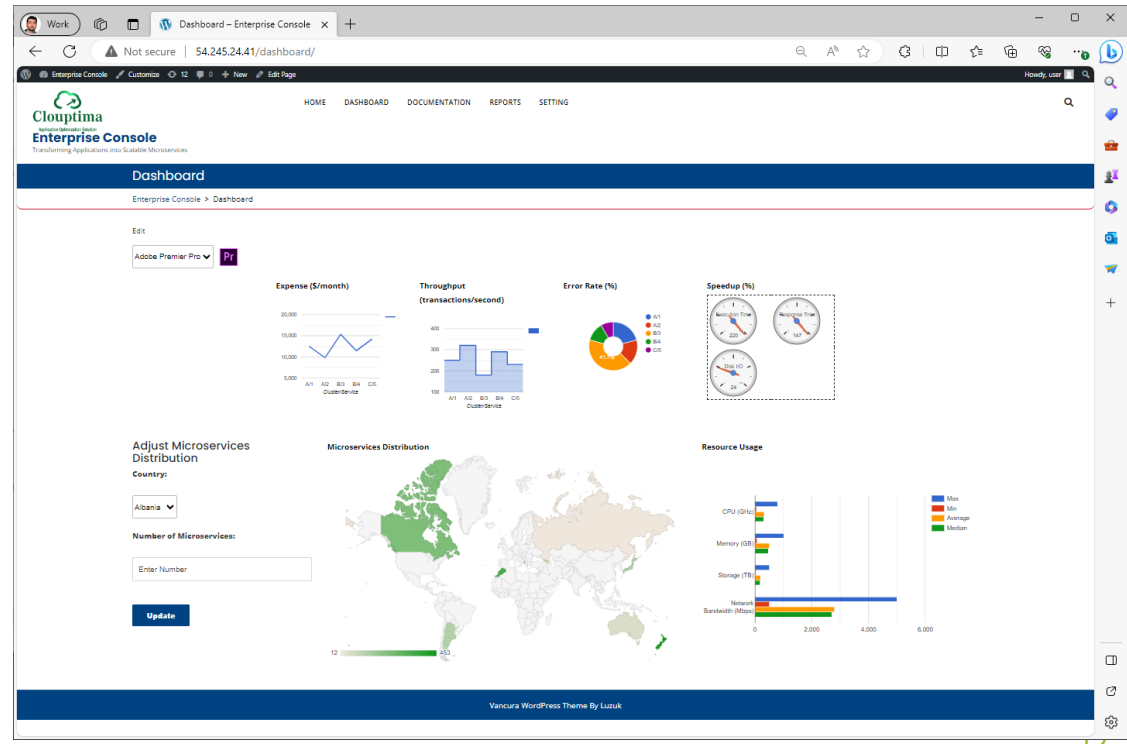 Work
Dashboard – Enterprise Console
Not secure | 54.245.24.41/dashboard/
Enterprise Console Customize 12 0 New Edit Page Howdy, user
Clouptima
HOME DASHBOARD DOCUMENTATION REPORTS SETTING
Enterprise Console
Transforming Applications into Scalable Microservices
Dashboard
Enterprise Console > Dashboard
Edit
Adobe Premier Pro Pr
Expense ($/month)
20,000
15,000
10,000
5,000
A/1 A/2 B/3 B/4 C/5
Cluster/Service
Throughput
(transactions/second)
400
300
200
100
A/1 A/2 B/3 B/4 C/5
Cluster/Service
Error Rate (%)
41.7%
A/1
A/2
B/3
B/4
C/5
Speedup (%)
Execution Time
220
Response Time
147
Disk I/O
24
Adjust Microservices
Distribution
Country:
Albania
Number of Microservices:
Enter Number
Update
Microservices Distribution
12 453
Resource Usage
CPU (GHz)
Memory (GB)
Storage (TB)
Network
Bandwidth (Mbps)
0 2,000 4,000 6,000
Max
Min
Average
Median
Vancura WordPress Theme By Luzuk